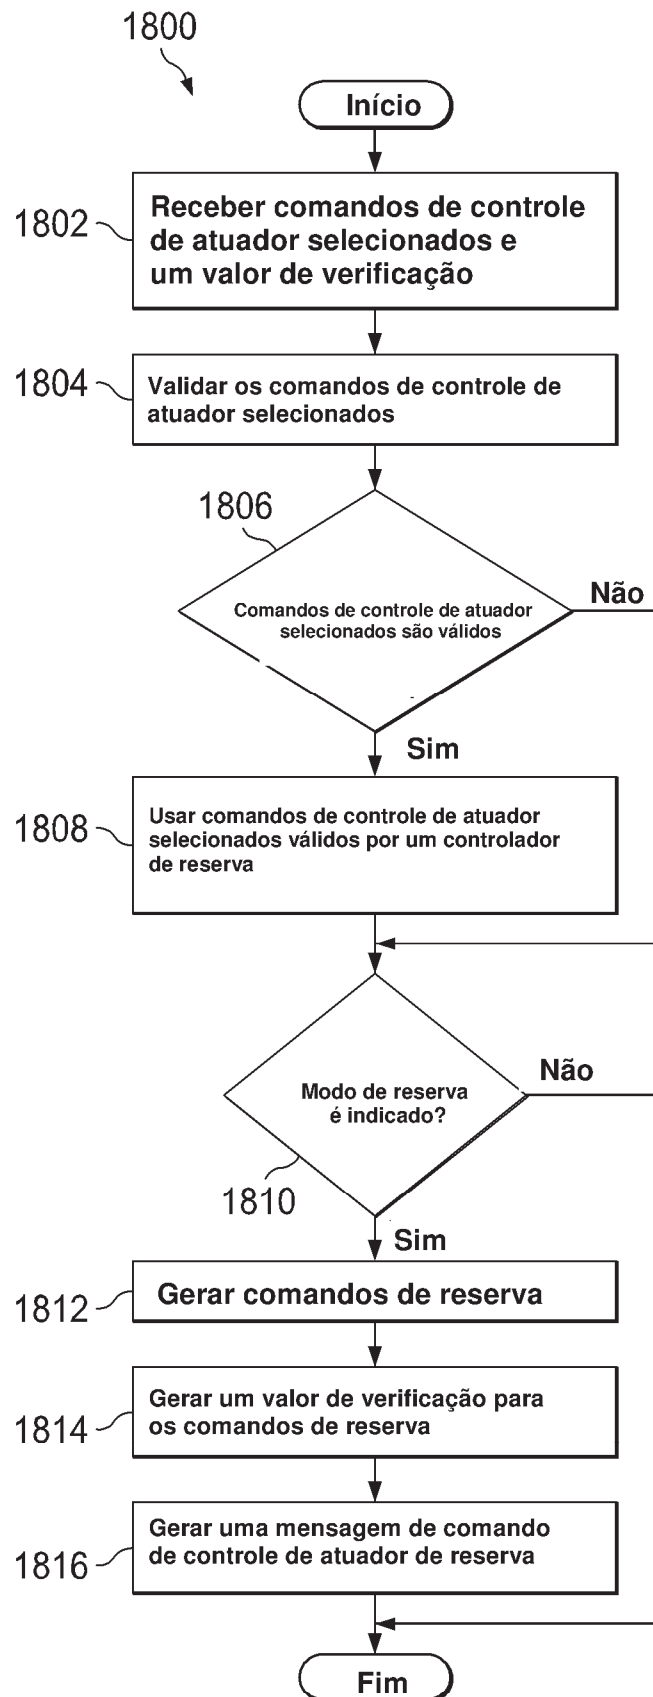 1800
Início
1802
Receber comandos de controle
de atuador selecionados e
um valor de verificação
1804
Validar os comandos de controle de
atuador selecionados
1806
Comandos de controle de atuador
selecionados são válidos
Não
Sim
1808
Usar comandos de controle de atuador
selecionados válidos por um controlador
de reserva
Modo de reserva
é indicado?
Não
1810
Sim
1812
Gerar comandos de reserva
1814
Gerar um valor de verificação para
os comandos de reserva
1816
Gerar uma mensagem de comando
de controle de atuador de reserva
Fim